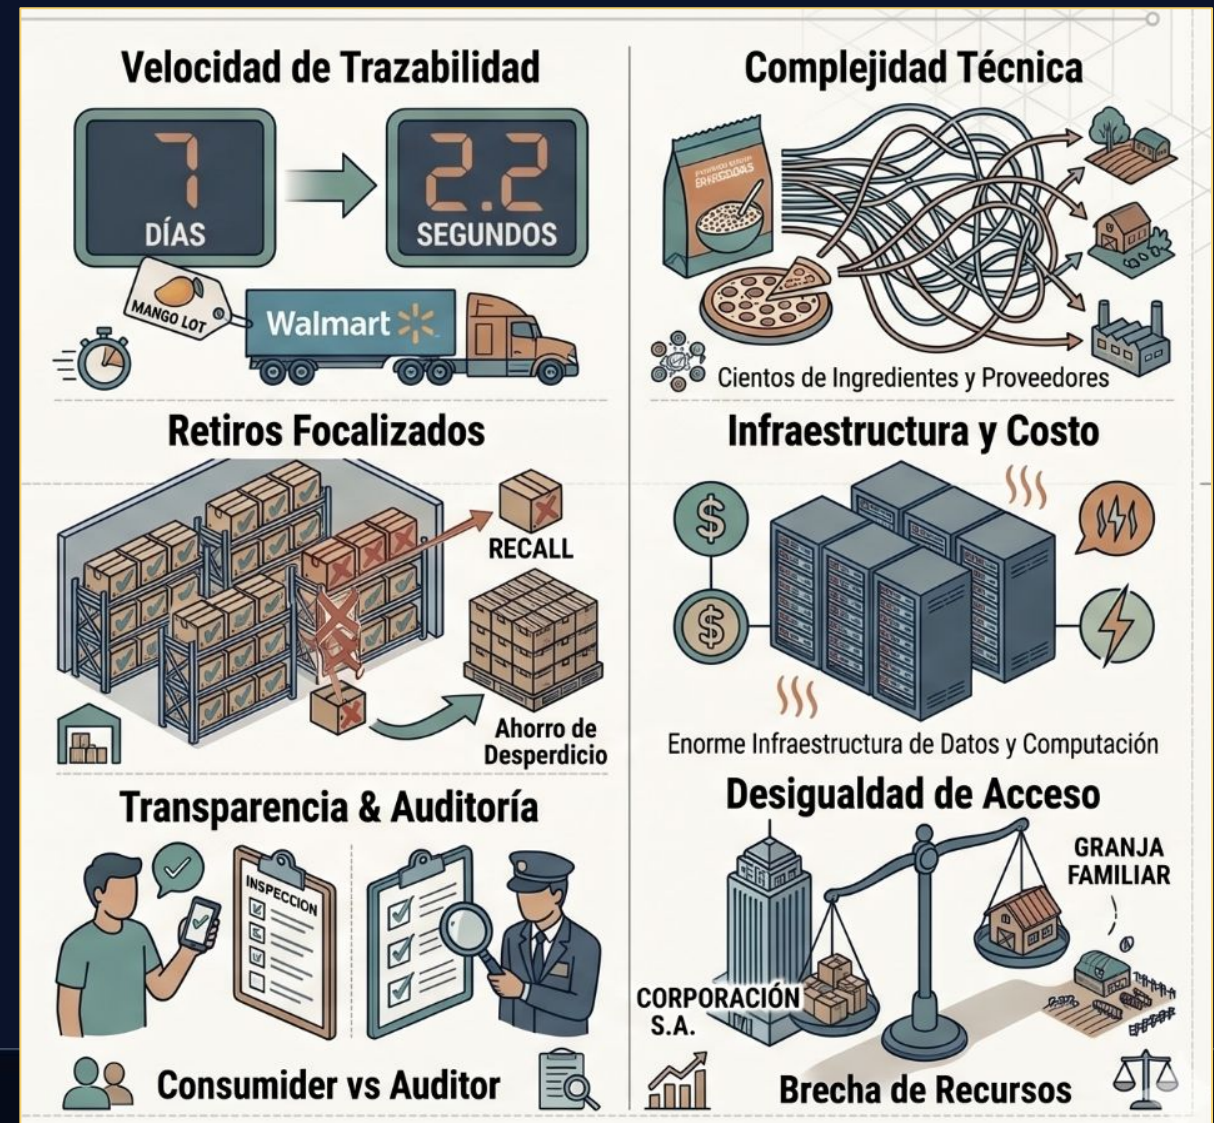 Velocidad de Trazabilidad
7
DÍAS
2.2
SEGUNDOS
MANGO LOT
Walmart
Retiros Focalizados
RECALL
Ahorro de
Desperdicio
Transparencia & Auditoría
INSPECCION
Consumider vs Auditor
Complejidad Técnica
Cientos de Ingredientes y Proveedores
Infraestructura y Costo
$
$
Enorme Infraestructura de Datos y Computación
Desigualdad de Acceso
GRANJA
FAMILIAR
CORPORACIÓN
S.A.
Brecha de Recursos